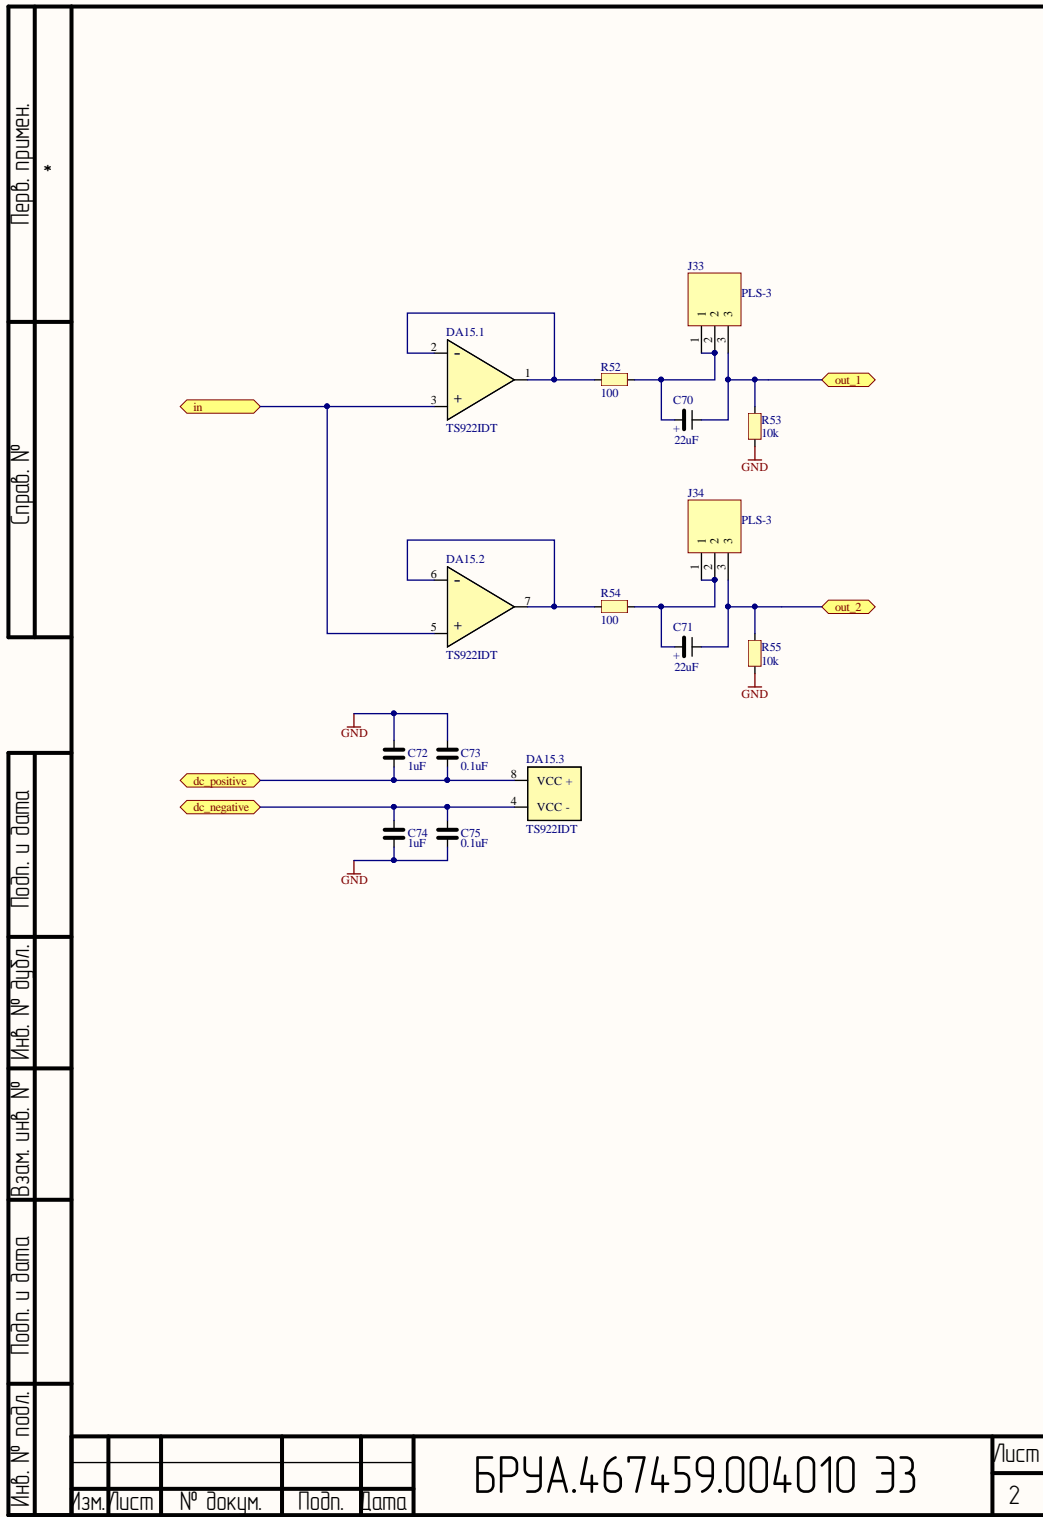 Перв. примен.
*
Справ. №
Подп. и дата
Инв. № дубл.
Взам. инв. №
Подп. и дата
Инв. № подл.
J33
PLS-3
1 2 3
1 2 3
DA15.1
2
-
3
+
1
TS922IDT
R52
100
C70
+
22uF
R53
10k
GND
in
out_1
J34
PLS-3
1 2 3
1 2 3
DA15.2
6
-
5
+
7
TS922IDT
R54
100
C71
+
22uF
R55
10k
GND
out_2
GND
C72
1uF
C73
0.1uF
DA15.3
dc_positive
8
VCC +
dc_negative
4
VCC -
TS922IDT
C74
1uF
C75
0.1uF
GND
Изм. Лист № докум. Подп. Дата
БРУА.467459.004010 ЭЗ
Лист
2